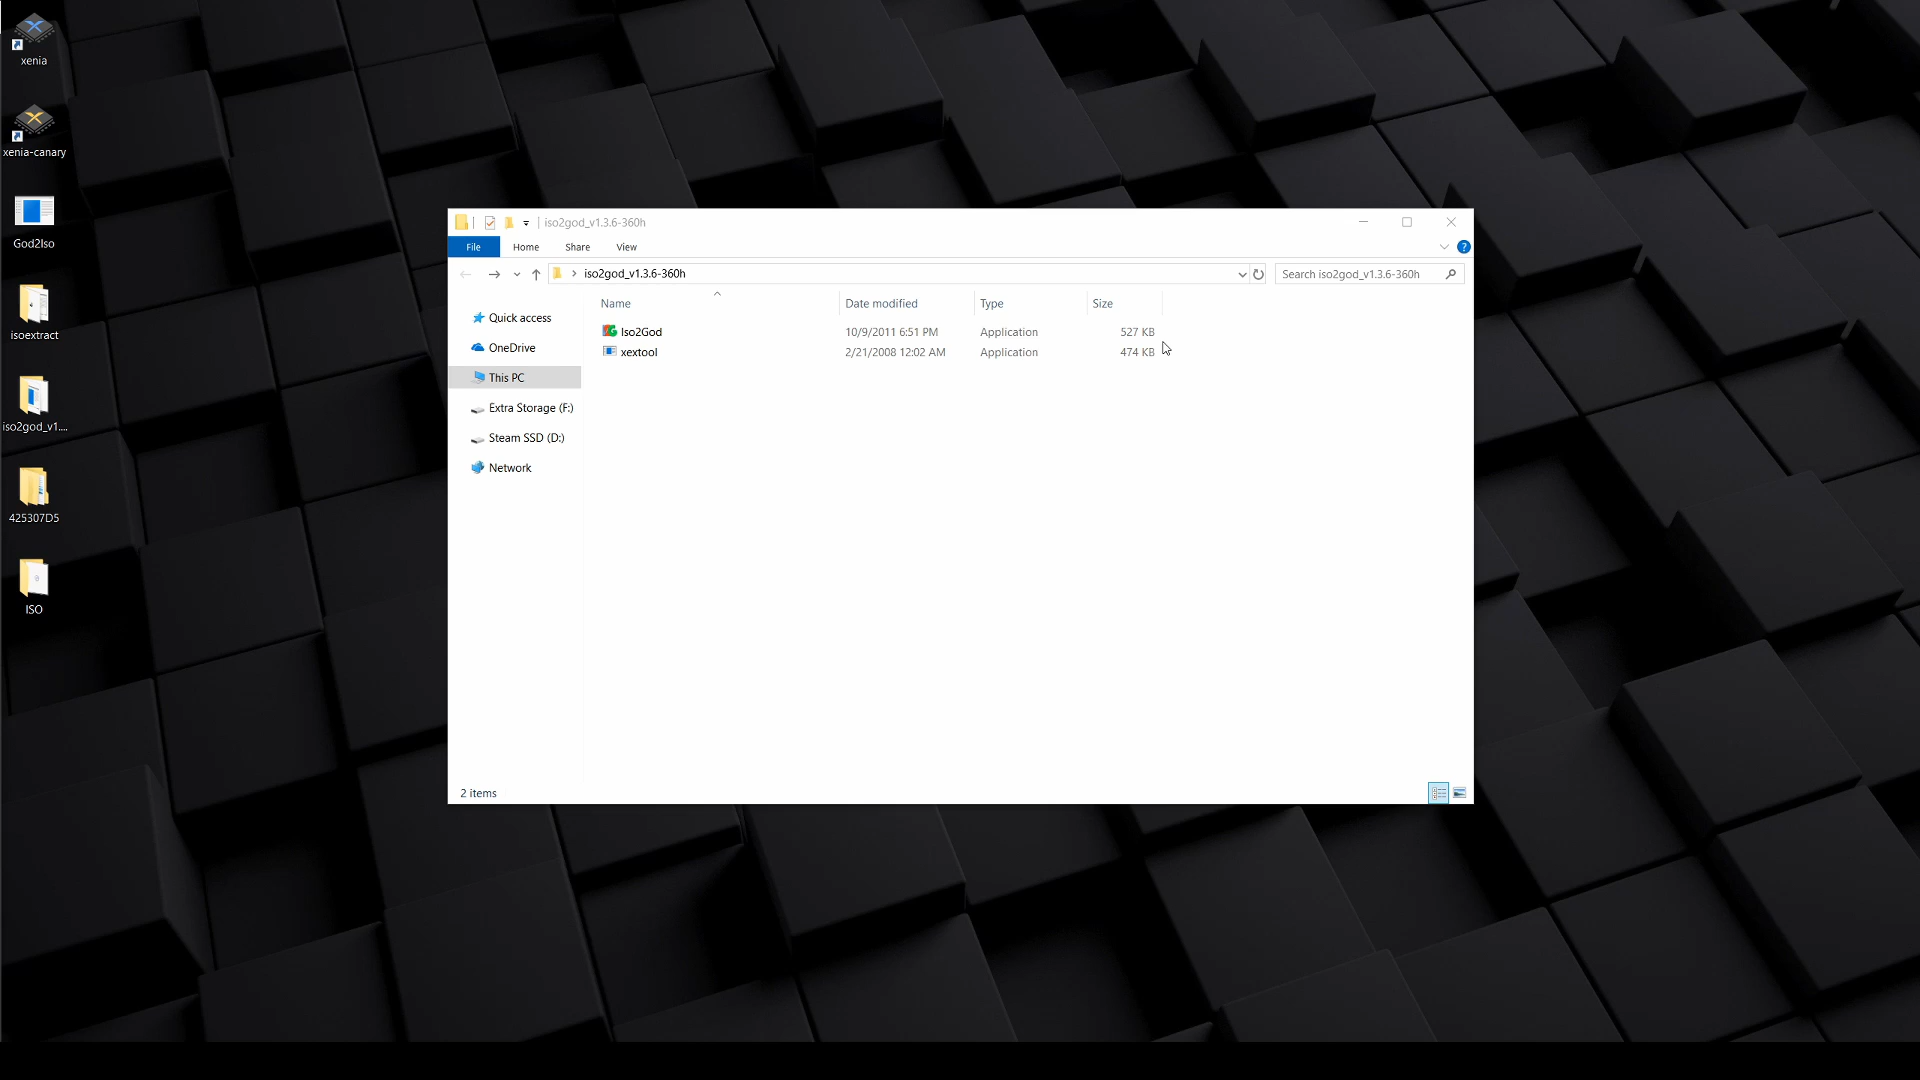 xenia
xenia-canary
God2Iso
isoextract
iso2god_v1....
425307D5
ISO
iso2god_v1.3.6-360h
File Home Share View
iso2god_v1.3.6-360h
Search iso2god_v1.3.6-360h
Quick access
OneDrive
This PC
Extra Storage (F:)
Steam SSD (D:)
Network
Name Date modified Type Size
Iso2God 10/9/2011 6:51 PM Application 527 KB
xextool 2/21/2008 12:02 AM Application 474 KB
2 items